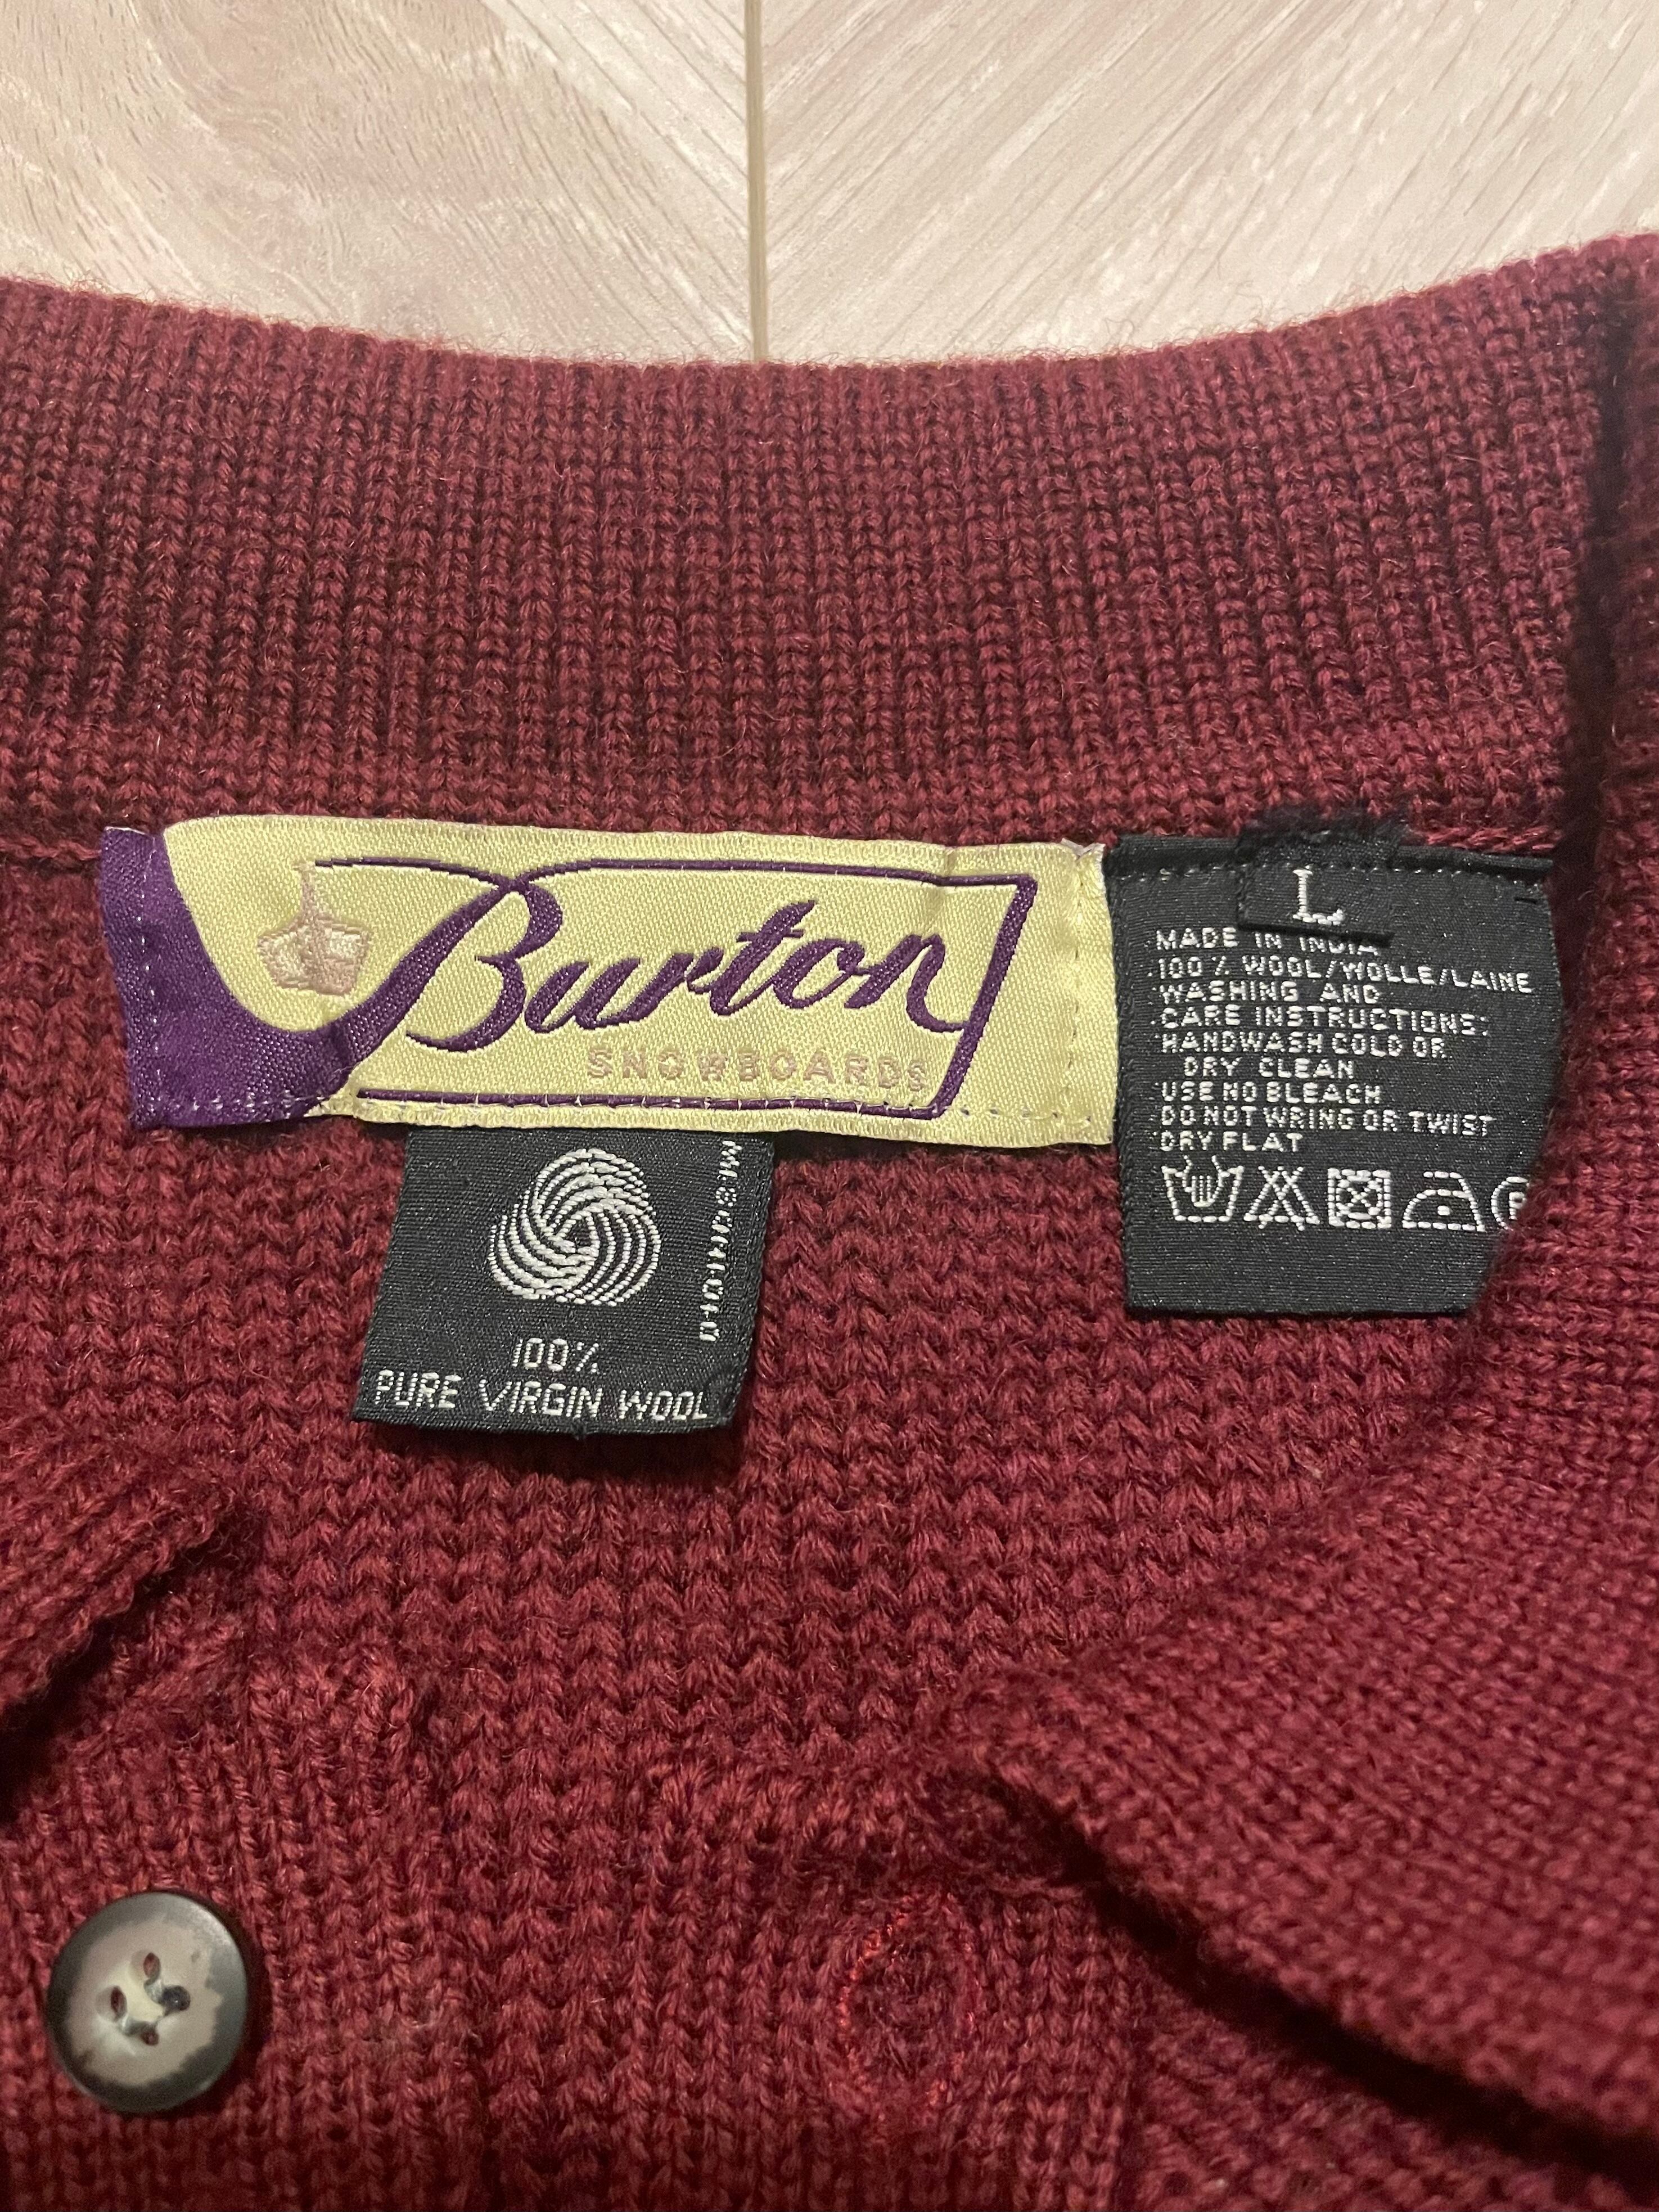 Burton
SNOWBOARDS
L
MADE IN INDIA
100% WOOL/WOLLE/LAINE
WASHING AND
CARE INSTRUCTIONS:
HANDWASH COLD OR
DRY CLEAN
USE NO BLEACH
DO NOT WRING OR TWIST
DRY FLAT
100%
PURE VIRGIN WOOL